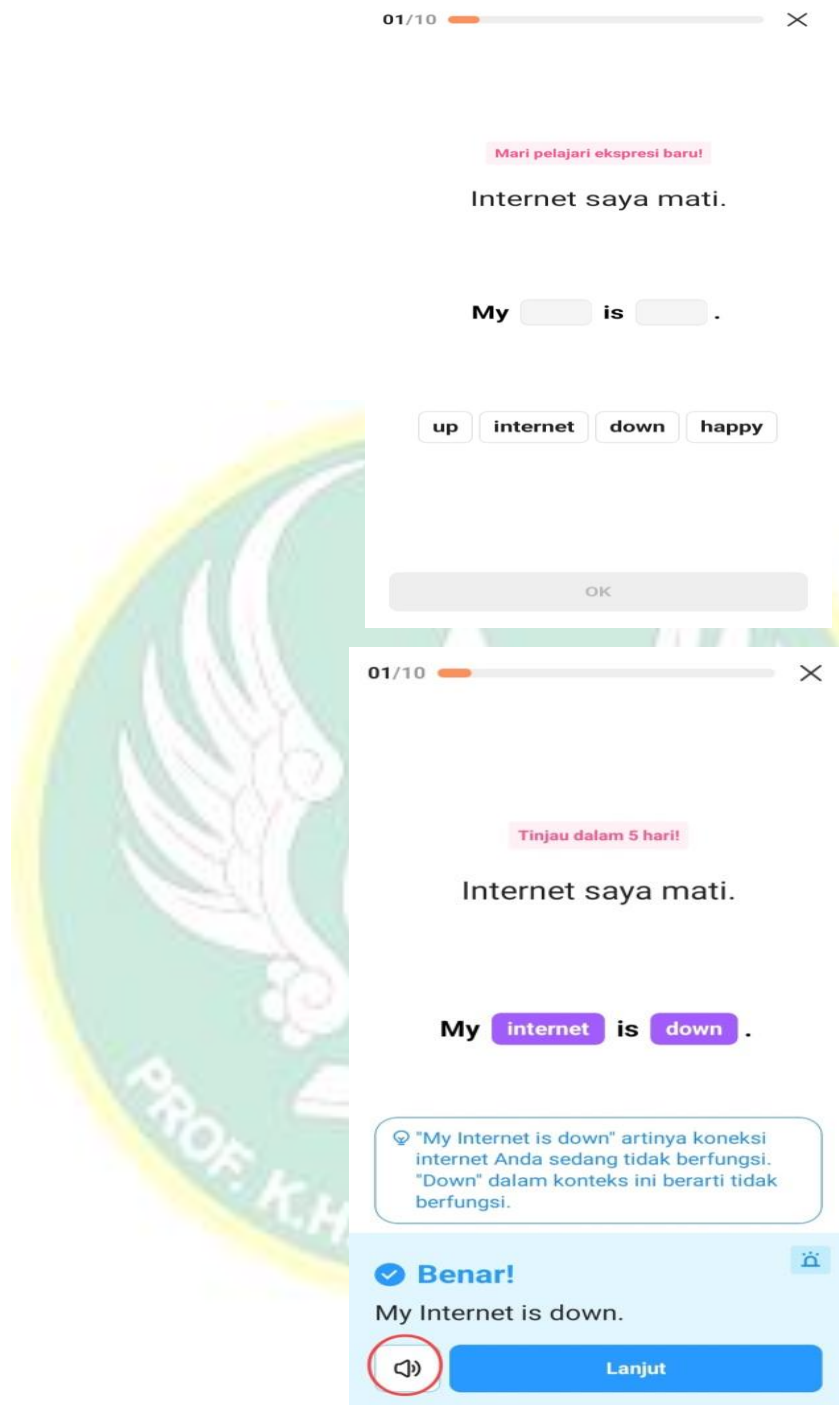 01/10
Mari pelajari ekspresi baru!
Internet saya mati.
My is .
up internet down happy
OK
01/10
Tinjau dalam 5 hari!
Internet saya mati.
My internet is down .
"My Internet is down" artinya koneksi
internet Anda sedang tidak berfungsi.
"Down" dalam konteks ini berarti tidak
berfungsi.
Benar!
My Internet is down.
Lanjut
PROF. K.H.